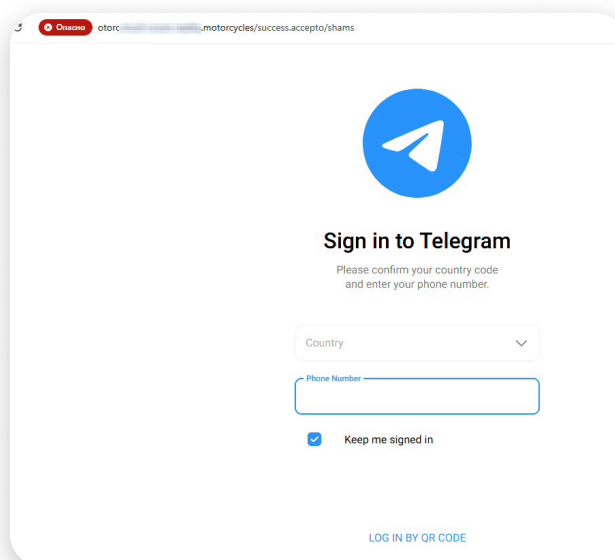 Опасно
.motorcycles/success.accepto/shams
Sign in to Telegram
Please confirm your country code
and enter your phone number.
Country
Phone Number
Keep me signed in
LOG IN BY QR CODE